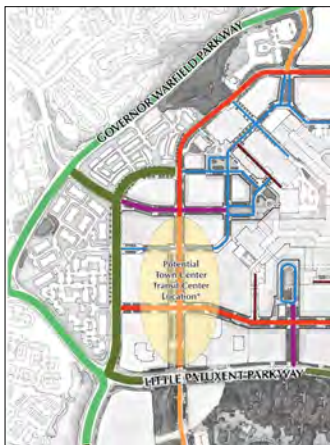 GOVERNOR WARFIELD PARKWAY
Potential
Town Center
Transit Center
Location*
LITTLE PATUXENT PARKWAY